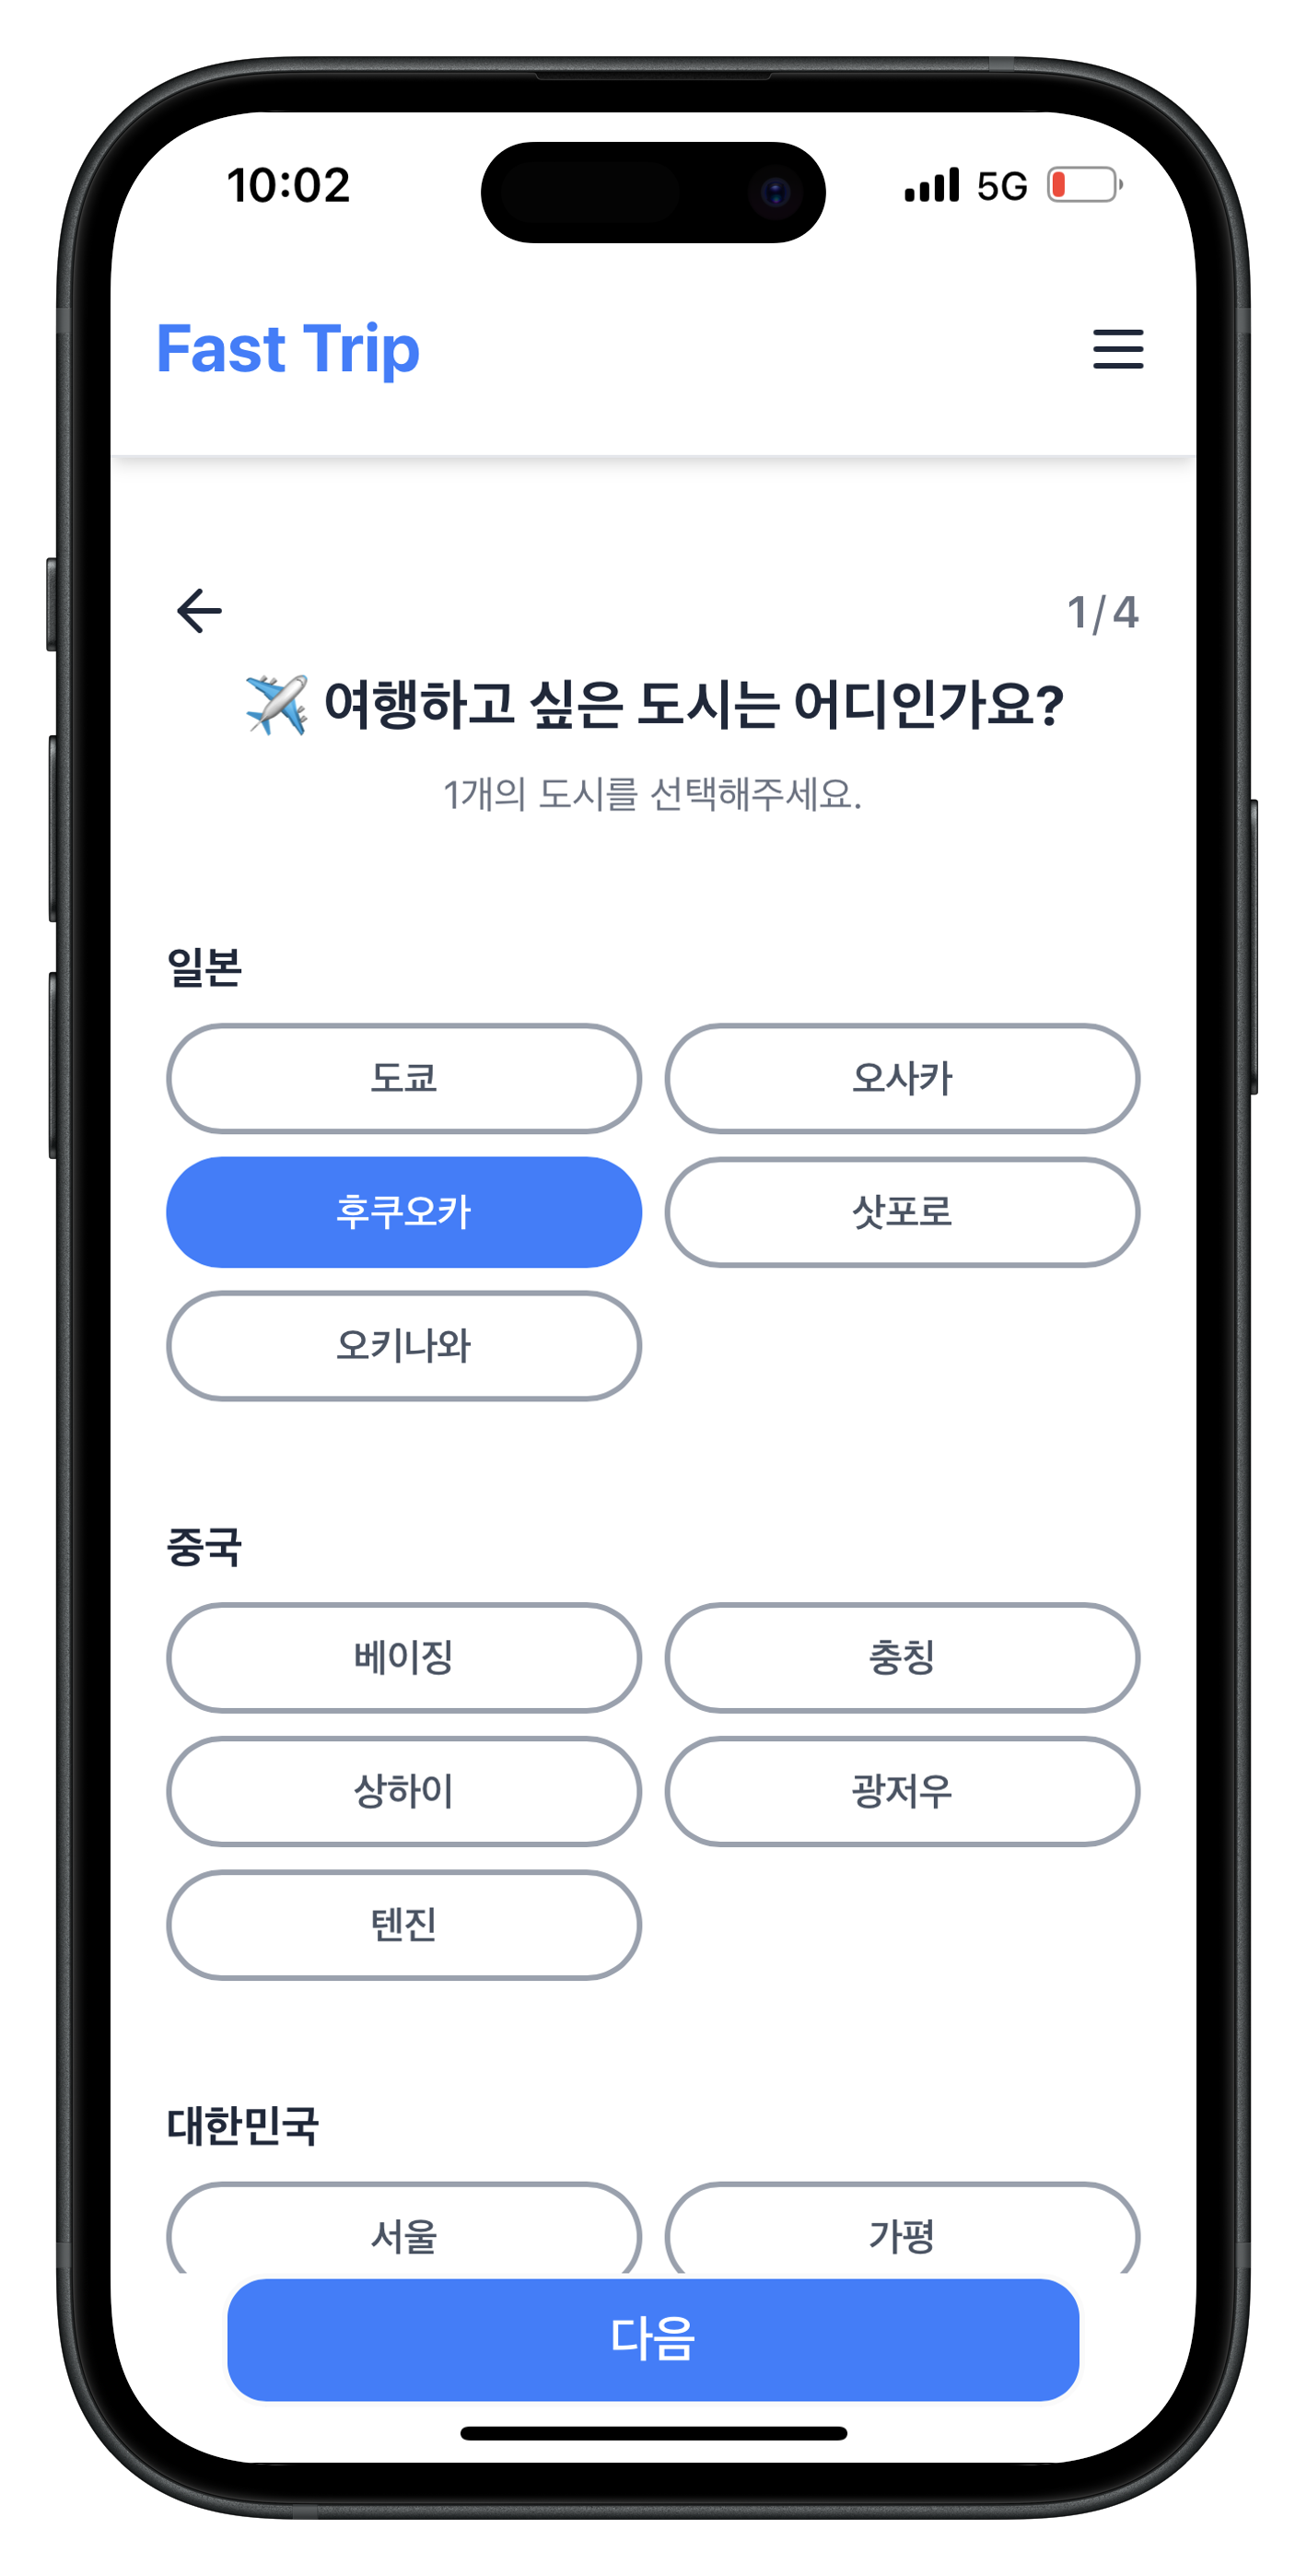 10:02
5G
Fast Trip
1/4
✈️ 여행하고 싶은 도시는 어디인가요?
1개의 도시를 선택해주세요.
일본
도쿄
오사카
후쿠오카
삿포로
오키나와
중국
베이징
충칭
상하이
광저우
텐진
대한민국
서울
가평
다음